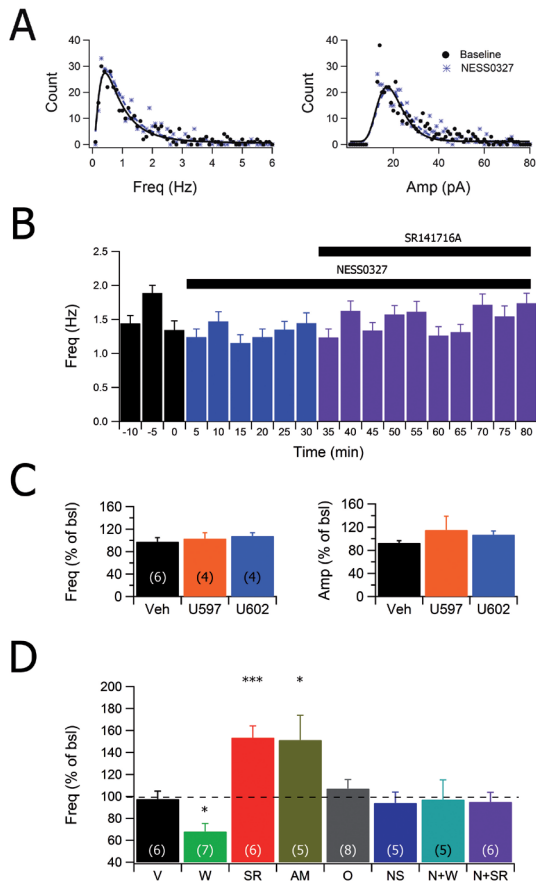 A
40
30
20
10
0
Count
0 1 2 3 4 5 6
Freq (Hz)
40
30
20
10
0
Count
20 40 60 80
Amp (pA)
Baseline
NESS0327
B
SR141716A
NESS0327
2.5
2.0
1.5
1.0
0.5
0.0
Freq (Hz)
-10 -5 0 5 10 15 20 25 30 35 40 45 50 55 60 65 70 75 80
Time (min)
C
160
120
80
40
0
Freq (% of bsl)
(6) (4) (4)
Veh U597 U602
160
120
80
40
0
Amp (% of bsl)
Veh U597 U602
D
200
180
160
140
120
100
80
60
40
Freq (% of bsl)
*** *
*
(6) (7) (6) (5) (8) (5) (5) (6)
V W SR AM O NS N+W N+SR